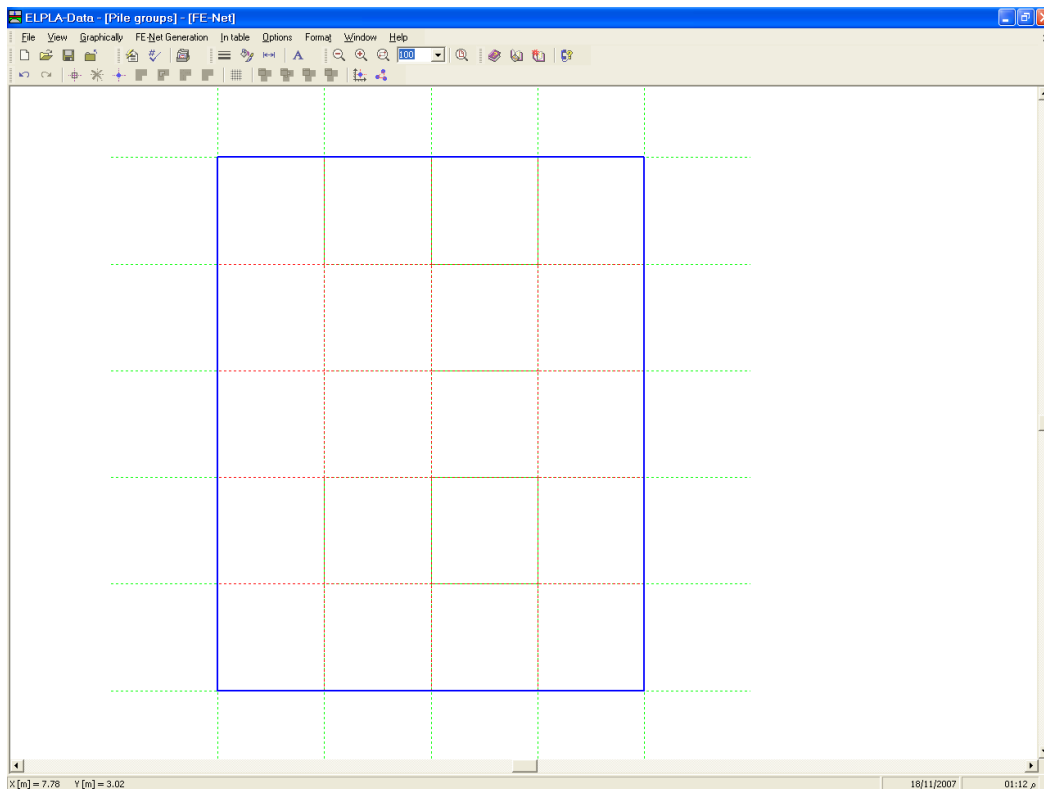 ELPLA-Data - [Pile groups] - [FE-Net]
File View Graphically FE-Net Generation In table Options Format Window Help
A 100
X [m] = 7.78 Y [m] = 3.02 18/11/2007 01:12 م